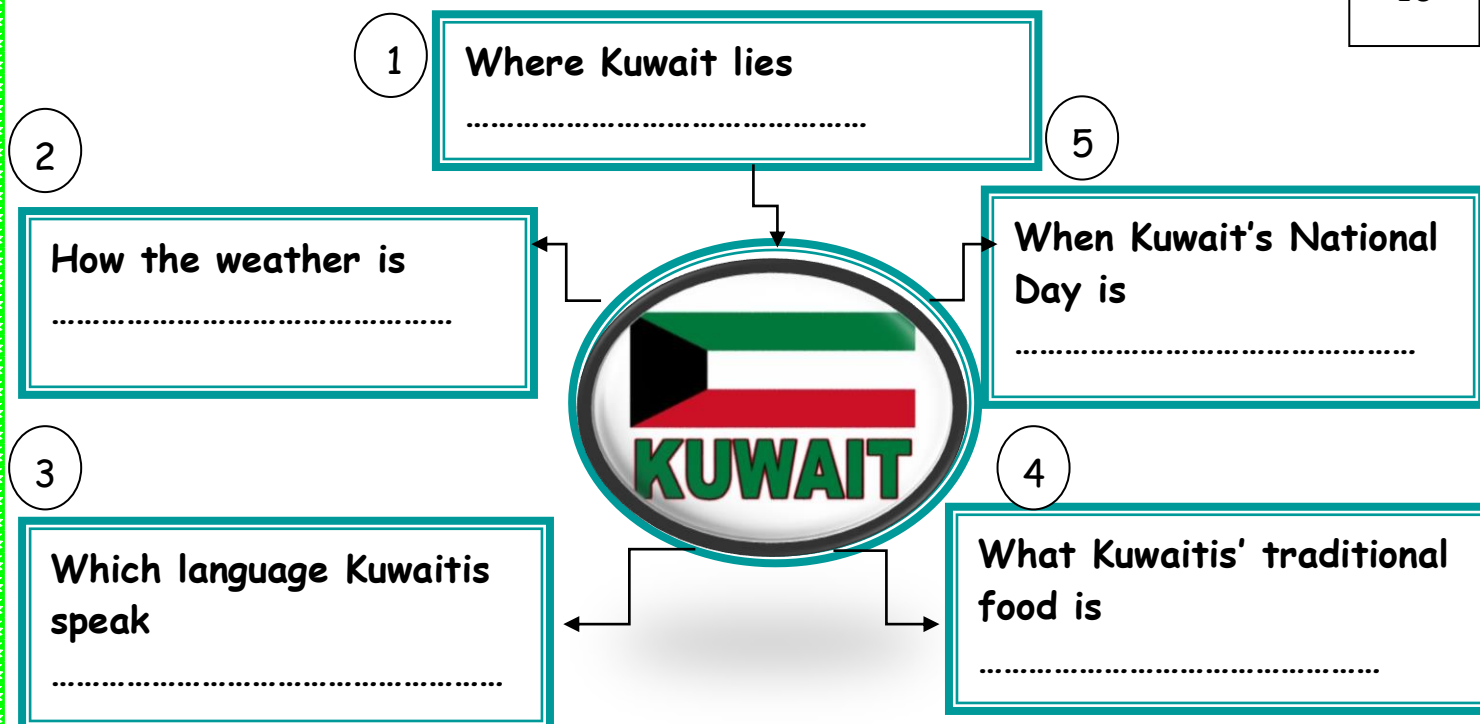 1
Where Kuwait lies
………………………………………
2
How the weather is
………………………………………
3
Which language Kuwaitis
speak
……………………………………………
4
What Kuwaitis’ traditional
food is
………………………………………
5
When Kuwait’s National
Day is
………………………………………
KUWAIT